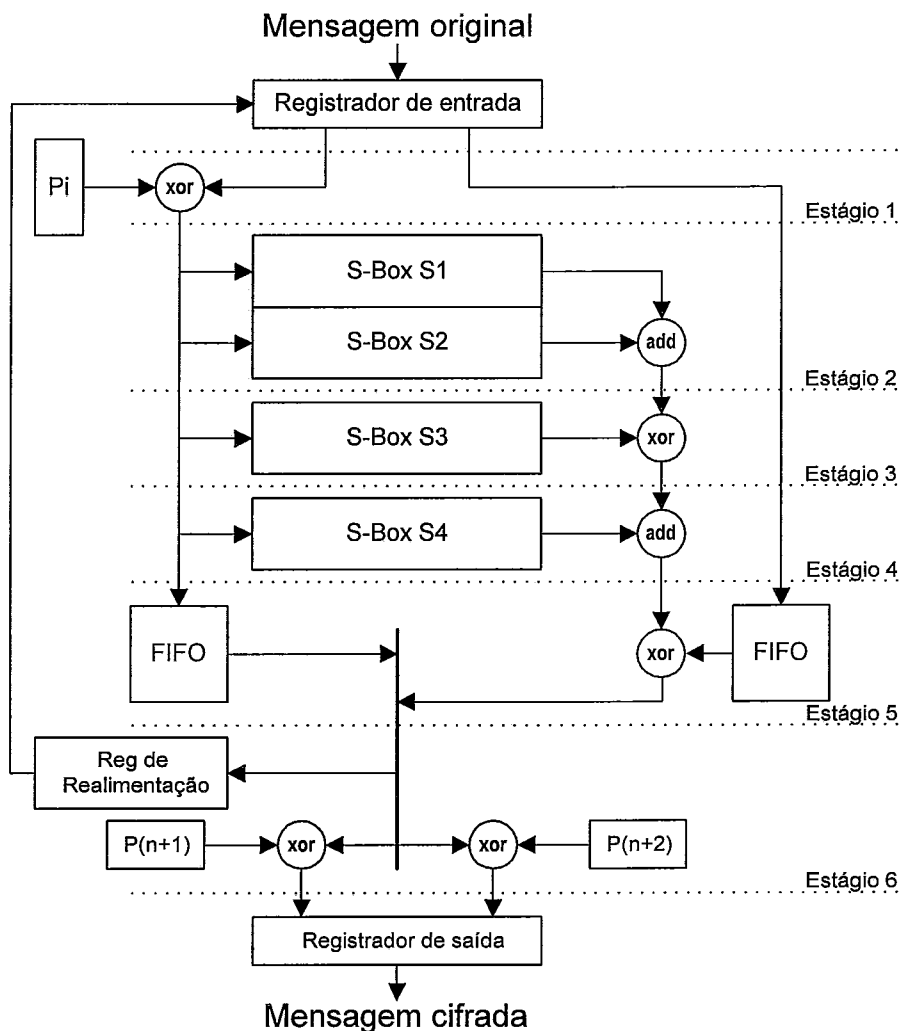 Mensagem original
Registrador de entrada
Pi
xor
Estágio 1
S-Box S1
S-Box S2
add
Estágio 2
S-Box S3
xor
Estágio 3
S-Box S4
add
Estágio 4
FIFO
xor
FIFO
Estágio 5
Reg de
Realimentação
P(n+1)
xor
xor
P(n+2)
Estágio 6
Registrador de saída
Mensagem cifrada